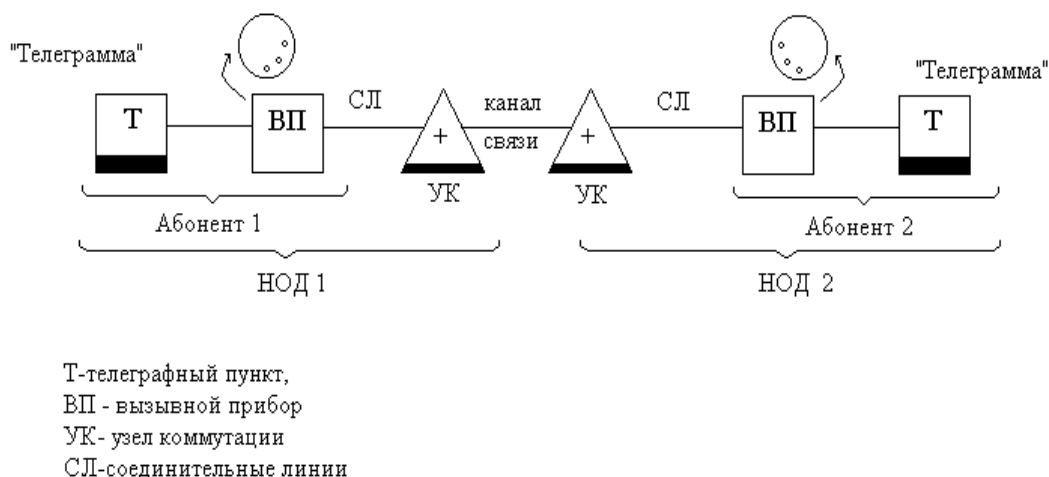 "Телеграмма"
"Телеграмма"
Т
ВП
СЛ
+
канал
связи
+
СЛ
ВП
Т
УК
УК
Абонент 1
Абонент 2
НОД 1
НОД 2
Т-телеграфный пункт,
ВП - вызывной прибор
УК- узел коммутации
СЛ-соединительные линии